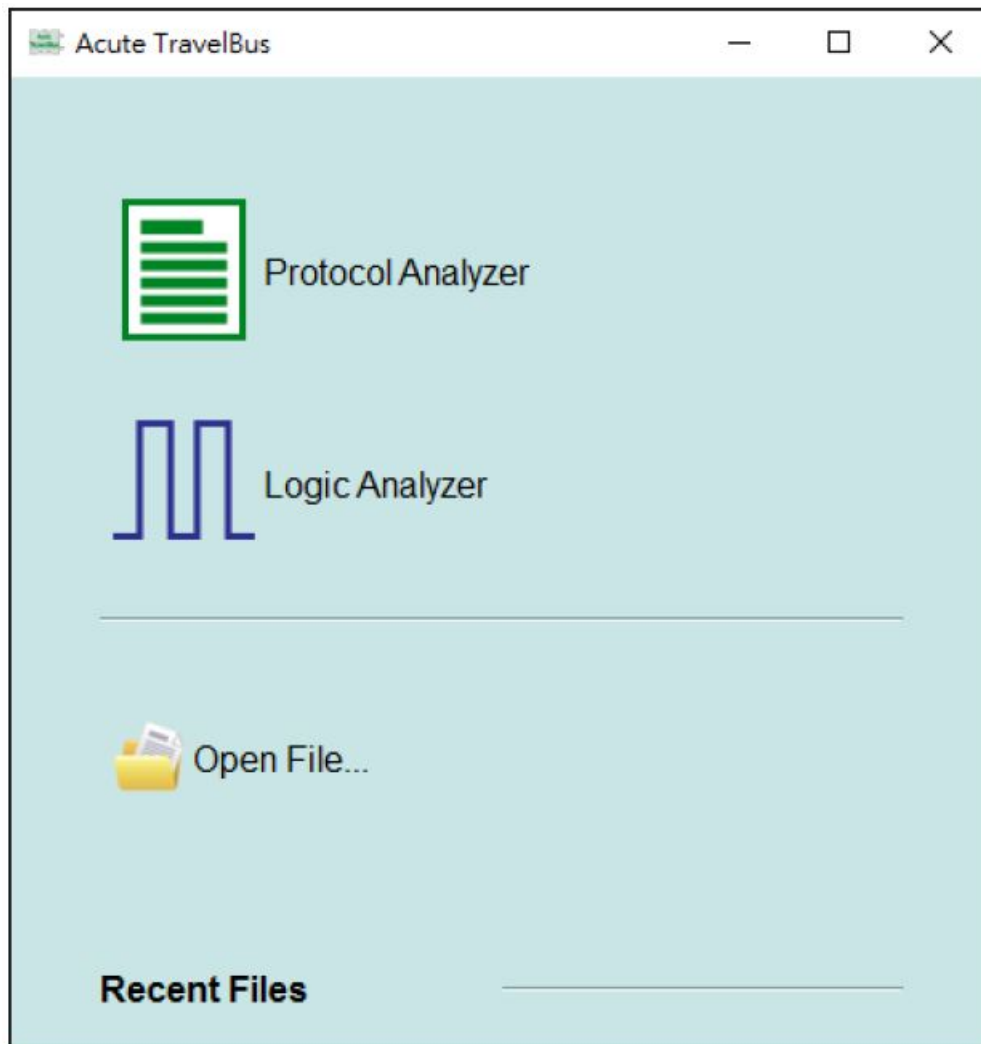 Acute TravelBus
Protocol Analyzer
Logic Analyzer
Open File...
Recent Files